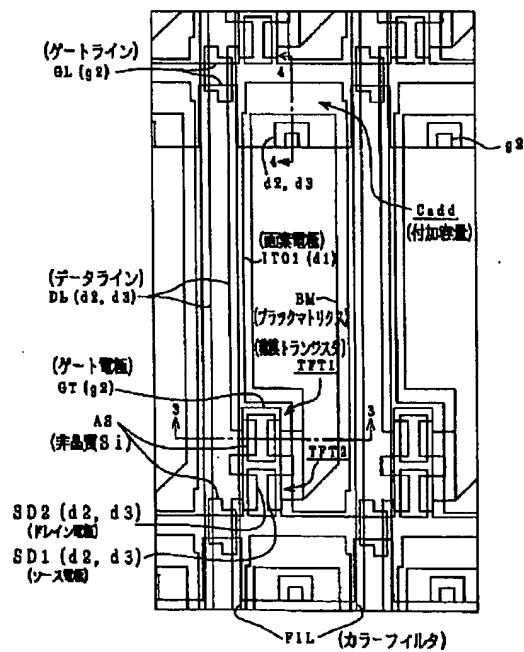 (ゲートライン)
GL(g2)
4
4
d2, d3
g2
Cadd
(付加容量)
(画素電極)
ITO1(d1)
(データライン)
DL(d2, d3)
BM
(ブラックマトリクス)
(薄膜トランジスタ)
TFT1
(ゲート電極)
GT(g2)
3
3
AS
(非晶質Si)
TFT2
SD2(d2, d3)
(ドレイン電極)
SD1(d2, d3)
(ソース電極)
FIL
(カラーフィルタ)